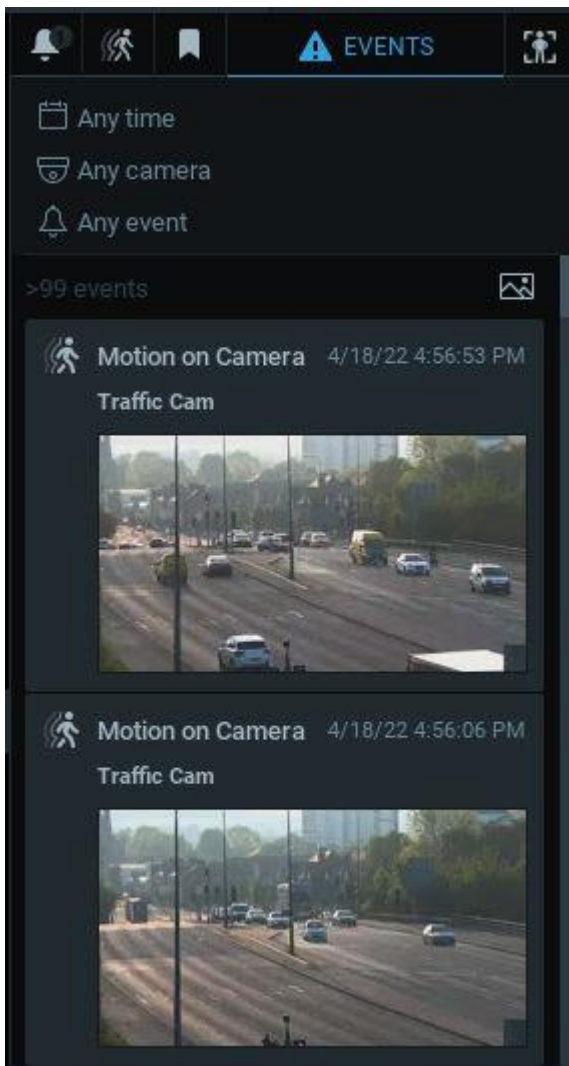 EVENTS
Any time
Any camera
Any event
>99 events
Motion on Camera 4/18/22 4:56:53 PM
Traffic Cam
Motion on Camera 4/18/22 4:56:06 PM
Traffic Cam